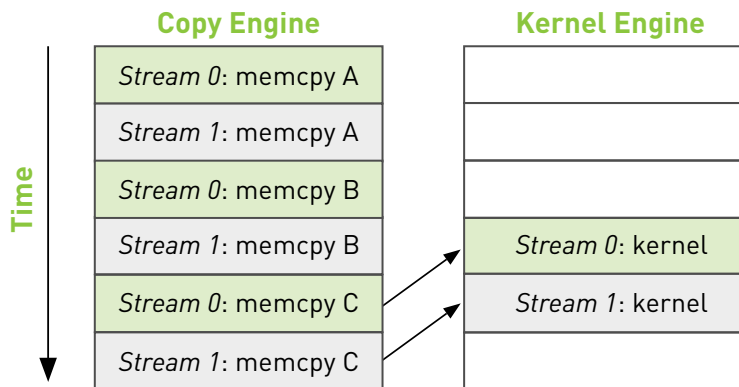 Copy Engine
Kernel Engine
Time
Stream 0: memcpy A
Stream 1: memcpy A
Stream 0: memcpy B
Stream 1: memcpy B
Stream 0: kernel
Stream 0: memcpy C
Stream 1: kernel
Stream 1: memcpy C